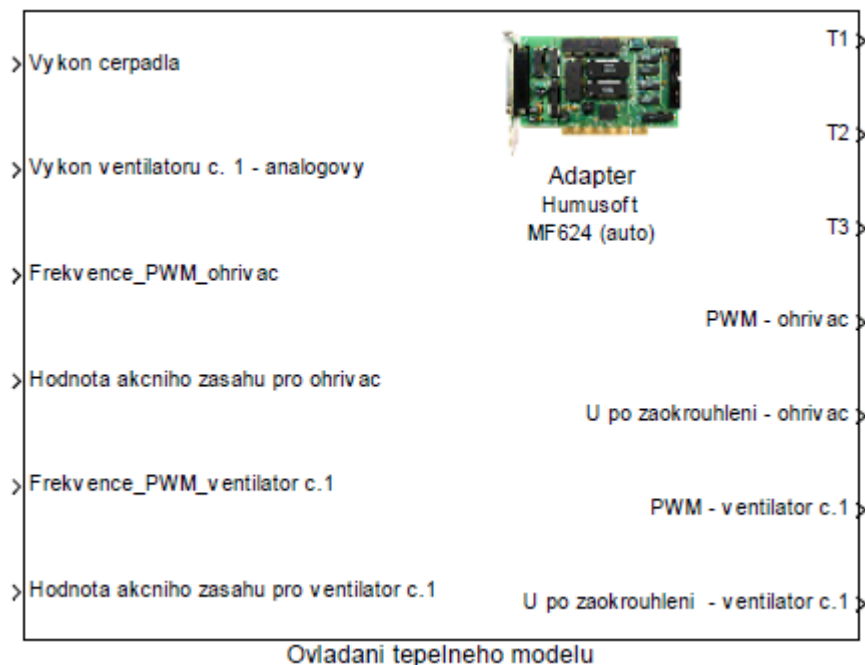 Vykon cerpadla
Vykon ventilatoru c. 1 - analogovy
Frekvence_PWM_ohrivac
Hodnota akcniho zasahu pro ohrivac
Frekvence_PWM_ventilator c.1
Hodnota akcniho zasahu pro ventilator c.1
Adapter
Humusoft
MF624 (auto)
T1
T2
T3
PWM - ohrivac
U po zaokrouhleni - ohrivac
PWM - ventilator c.1
U po zaokrouhleni - ventilator c.1
Ovladani tepelneho modelu